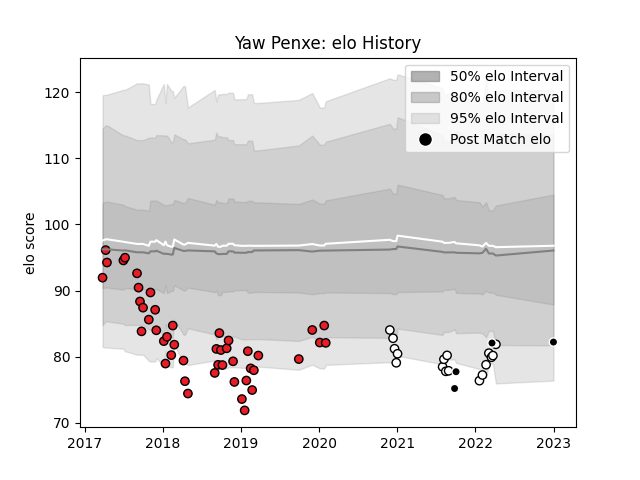 Yaw Penxe: elo History
50% elo Interval
80% elo Interval
95% elo Interval
Post Match elo
elo score
120
110
100
90
80
70
2017 2018 2019 2020 2021 2022 2023